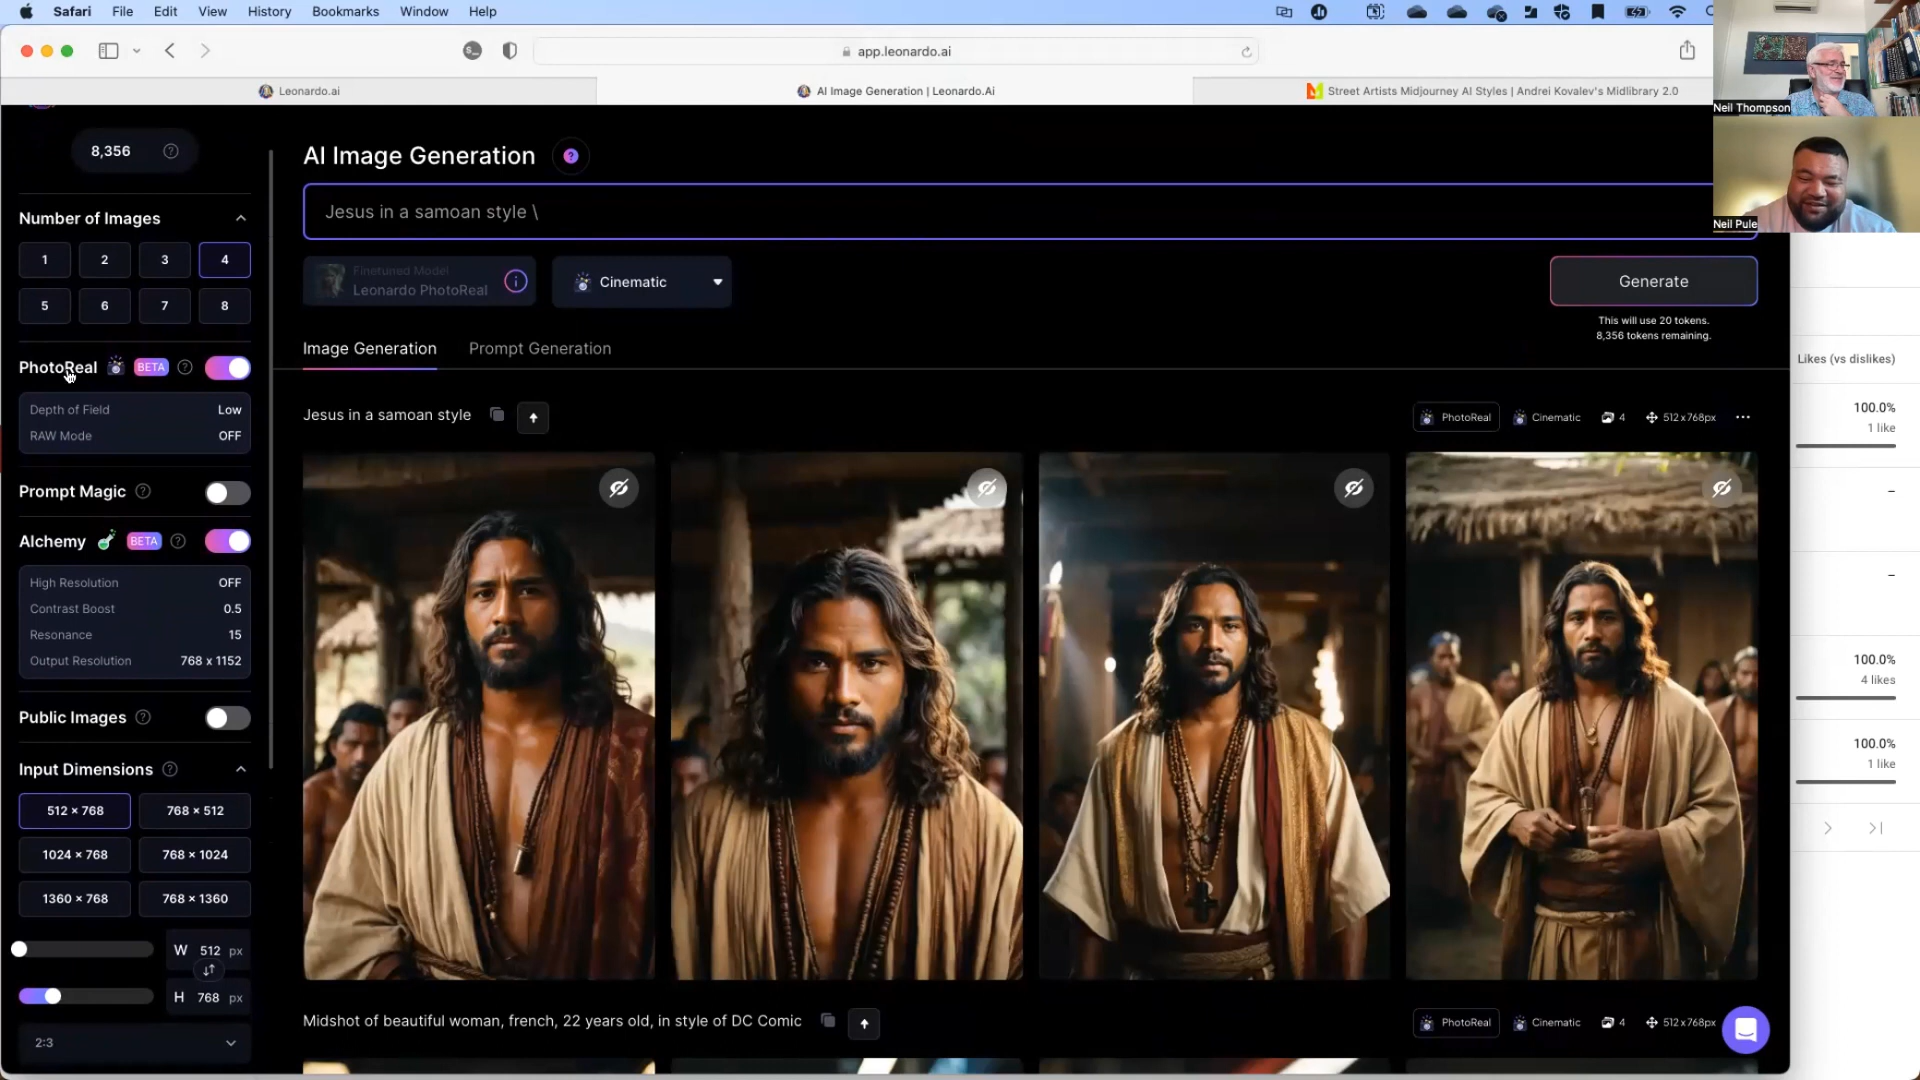 Safari File Edit View History Bookmarks Window Help
app.leonardo.ai
Leonardo.ai
AI Image Generation | Leonardo.Ai
Street Artists Midjourney AI Styles | Andrei Kovalev's Midlibrary 2.0
Neil Thompson
Neil Pule
8,356
Number of Images
1 2 3 4
5 6 7 8
PhotoReal BETA
Depth of Field Low
RAW Mode OFF
Prompt Magic
Alchemy BETA
High Resolution OFF
Contrast Boost 0.5
Resonance 15
Output Resolution 768 x 1152
Public Images
Input Dimensions
512 × 768 768 × 512
1024 × 768 768 × 1024
1360 × 768 768 × 1360
W 512 px
H 768 px
2:3
AI Image Generation
Jesus in a samoan style \
Finetuned Model
Leonardo PhotoReal
Cinematic
Generate
This will use 20 tokens.
8,356 tokens remaining.
Image Generation Prompt Generation
Jesus in a samoan style
PhotoReal Cinematic 4 512x768px
Midshot of beautiful woman, french, 22 years old, in style of DC Comic
PhotoReal Cinematic 4 512x768px
Likes (vs dislikes)
100.0%
1 like
–
–
100.0%
4 likes
100.0%
1 like